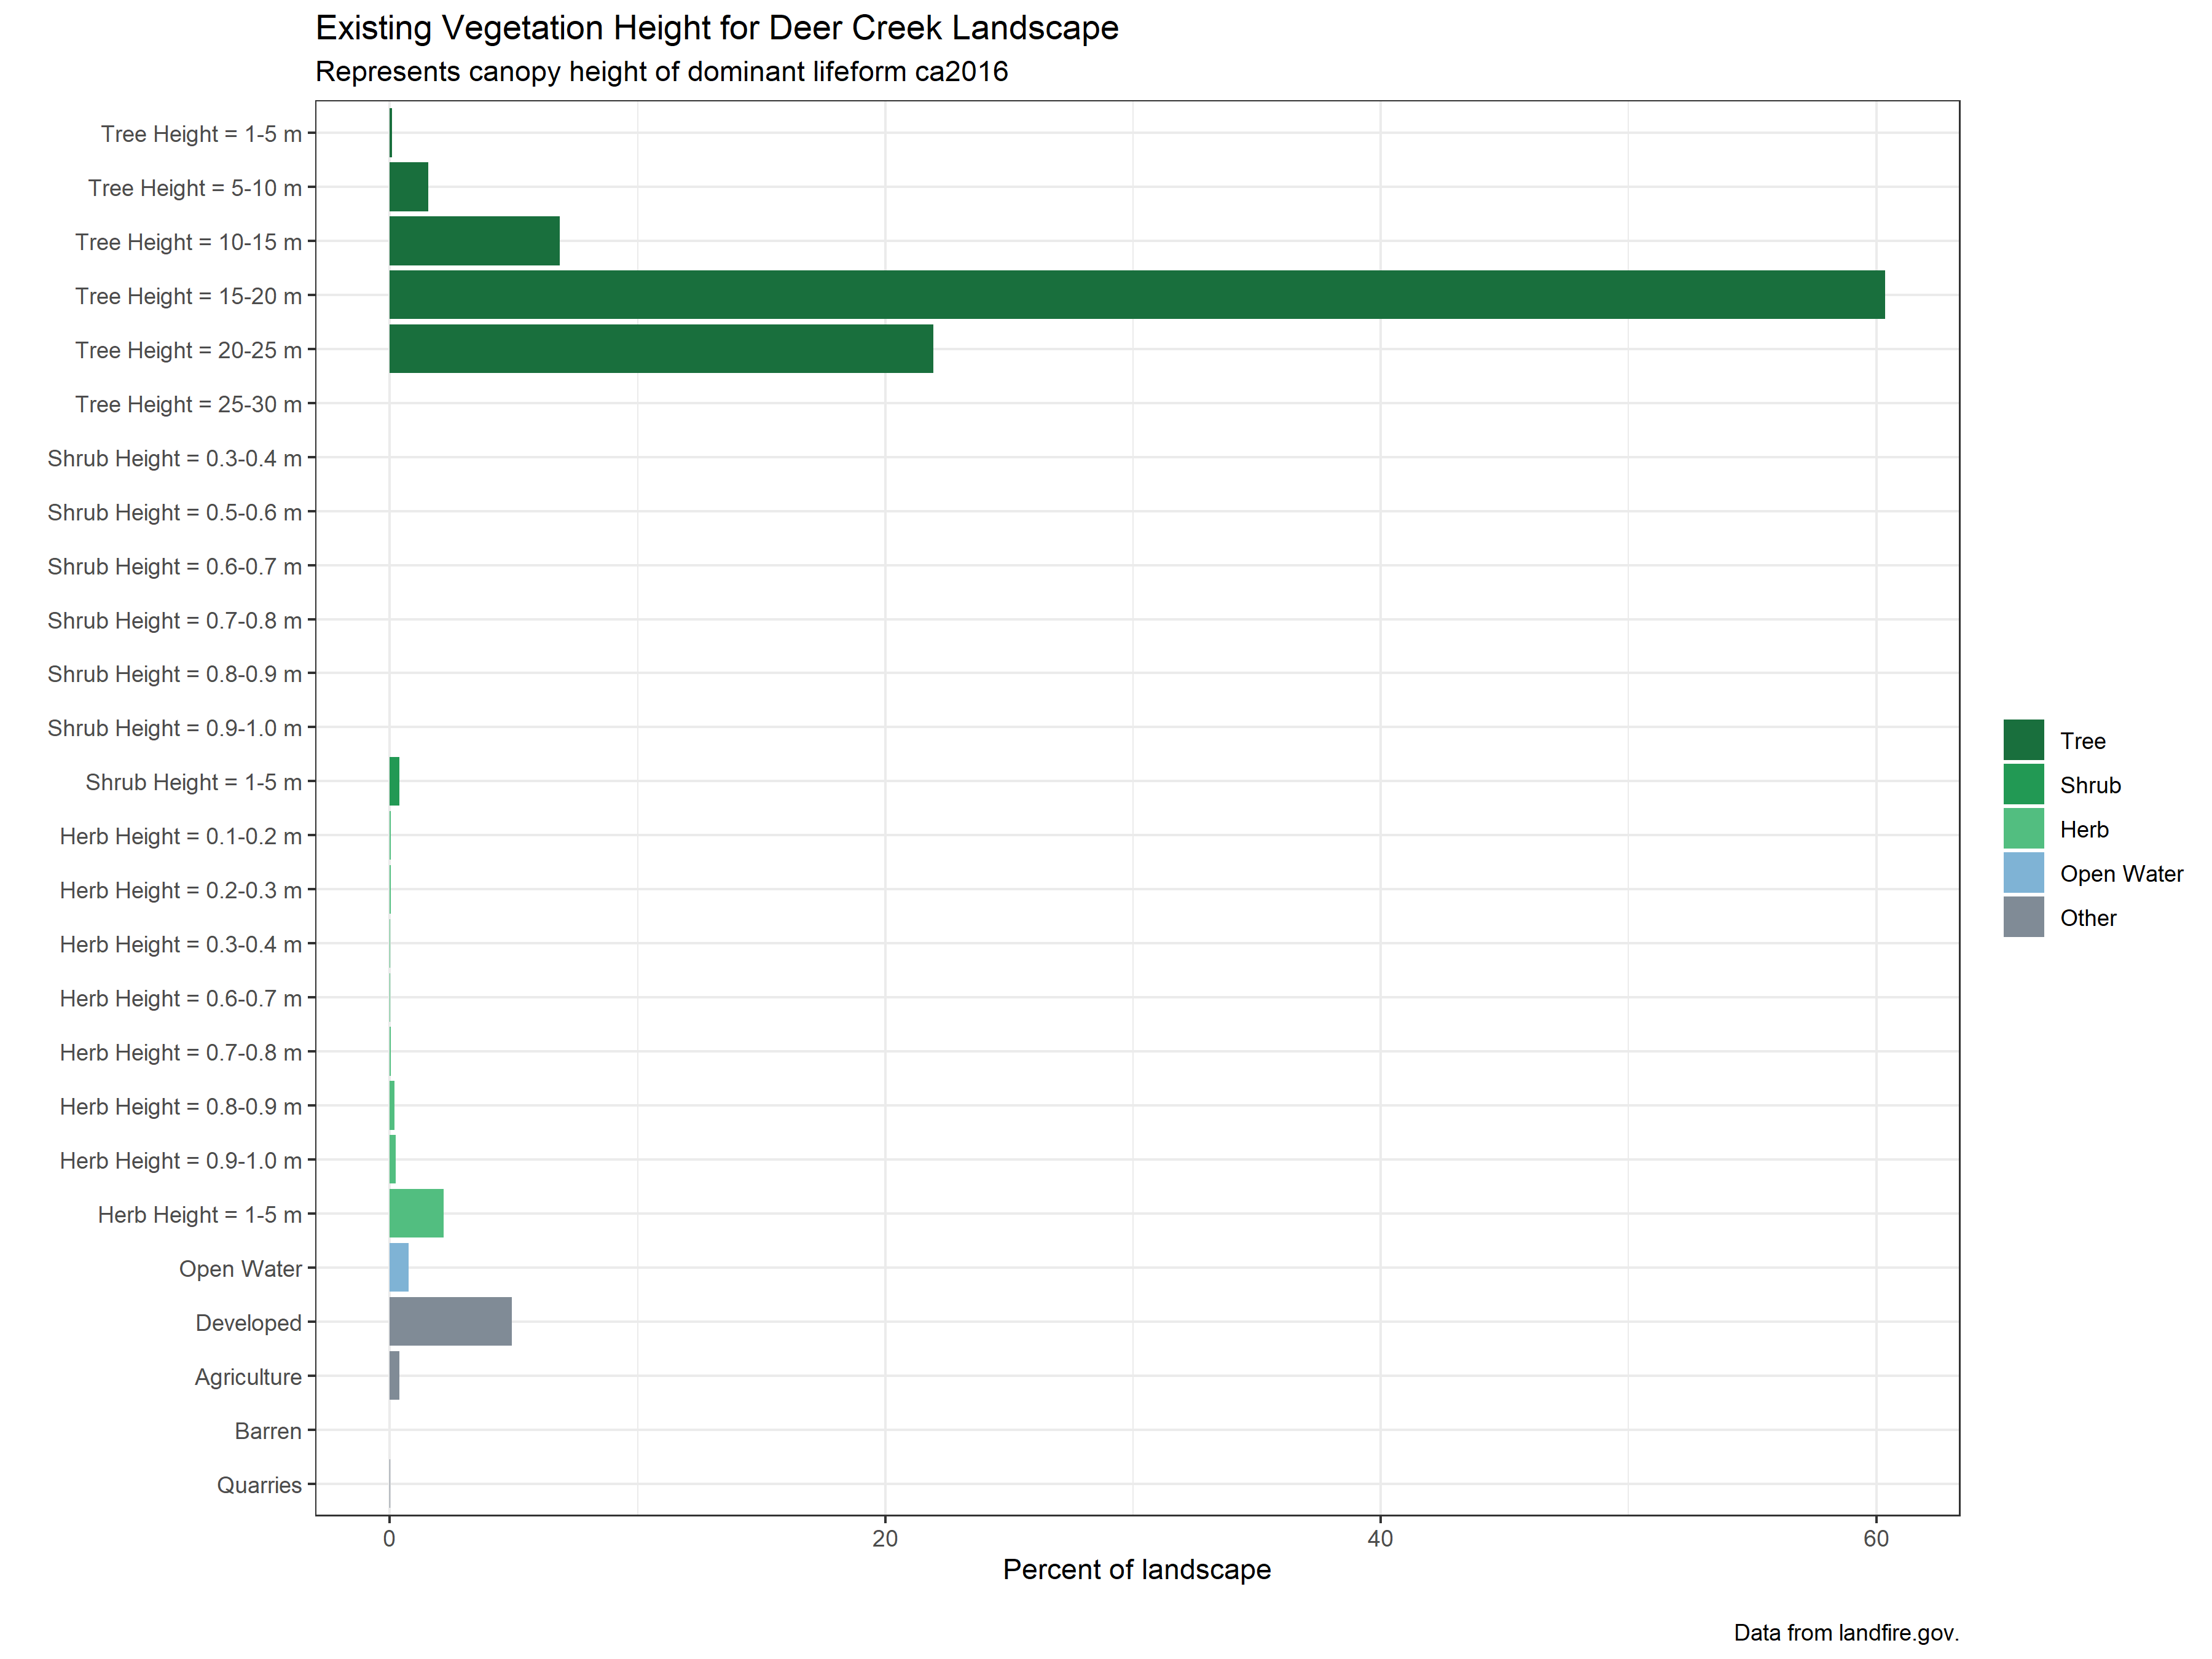 Existing Vegetation Height for Deer Creek Landscape
Represents canopy height of dominant lifeform ca2016
Tree Height = 1-5 m
Tree Height = 5-10 m
Tree Height = 10-15 m
Tree Height = 15-20 m
Tree Height = 20-25 m
Tree Height = 25-30 m
Shrub Height = 0.3-0.4 m
Shrub Height = 0.5-0.6 m
Shrub Height = 0.6-0.7 m
Shrub Height = 0.7-0.8 m
Shrub Height = 0.8-0.9 m
Shrub Height = 0.9-1.0 m
Shrub Height = 1-5 m
Herb Height = 0.1-0.2 m
Herb Height = 0.2-0.3 m
Herb Height = 0.3-0.4 m
Herb Height = 0.6-0.7 m
Herb Height = 0.7-0.8 m
Herb Height = 0.8-0.9 m
Herb Height = 0.9-1.0 m
Herb Height = 1-5 m
Open Water
Developed
Agriculture
Barren
Quarries
0 20 40 60
Percent of landscape
Tree
Shrub
Herb
Open Water
Other
Data from landfire.gov.